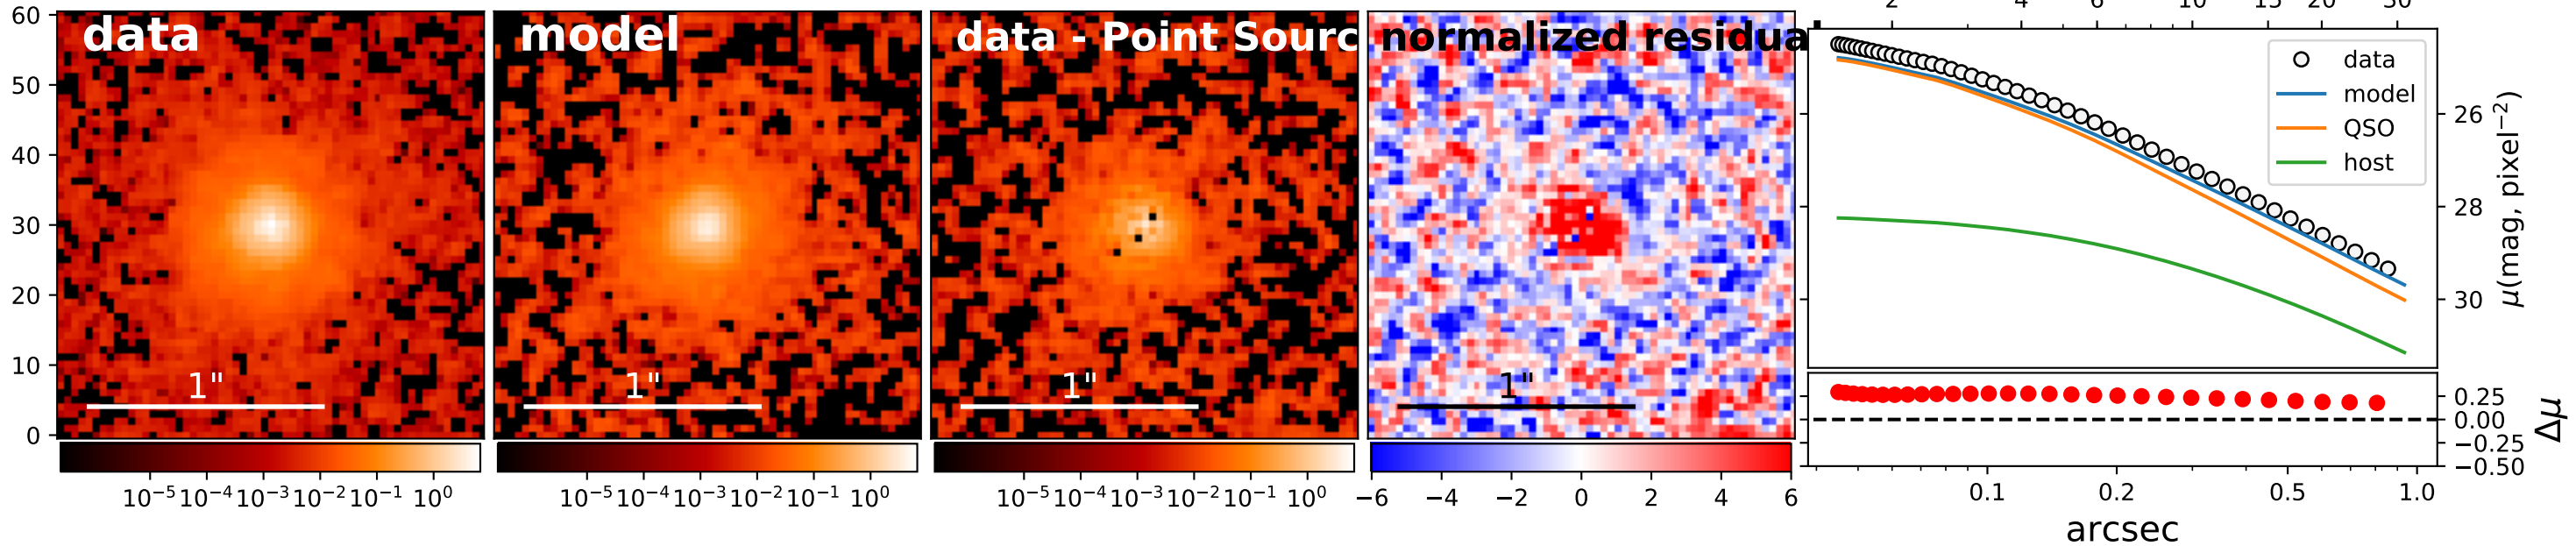 data
model
data - Point Sourc
normalized residua
60
50
40
30
20
10
0
1"
1"
1"
1"
10⁻⁵ 10⁻⁴ 10⁻³ 10⁻² 10⁻¹ 10⁰
10⁻⁵ 10⁻⁴ 10⁻³ 10⁻² 10⁻¹ 10⁰
10⁻⁵ 10⁻⁴ 10⁻³ 10⁻² 10⁻¹ 10⁰
−6 −4 −2 0 2 4 6
2 4 6 10 15 20 30
data
model
QSO
host
26
28
30
μ(mag, pixel⁻²)
0.25
0.00
−0.25
−0.50
Δμ
0.1 0.2 0.5 1.0
arcsec